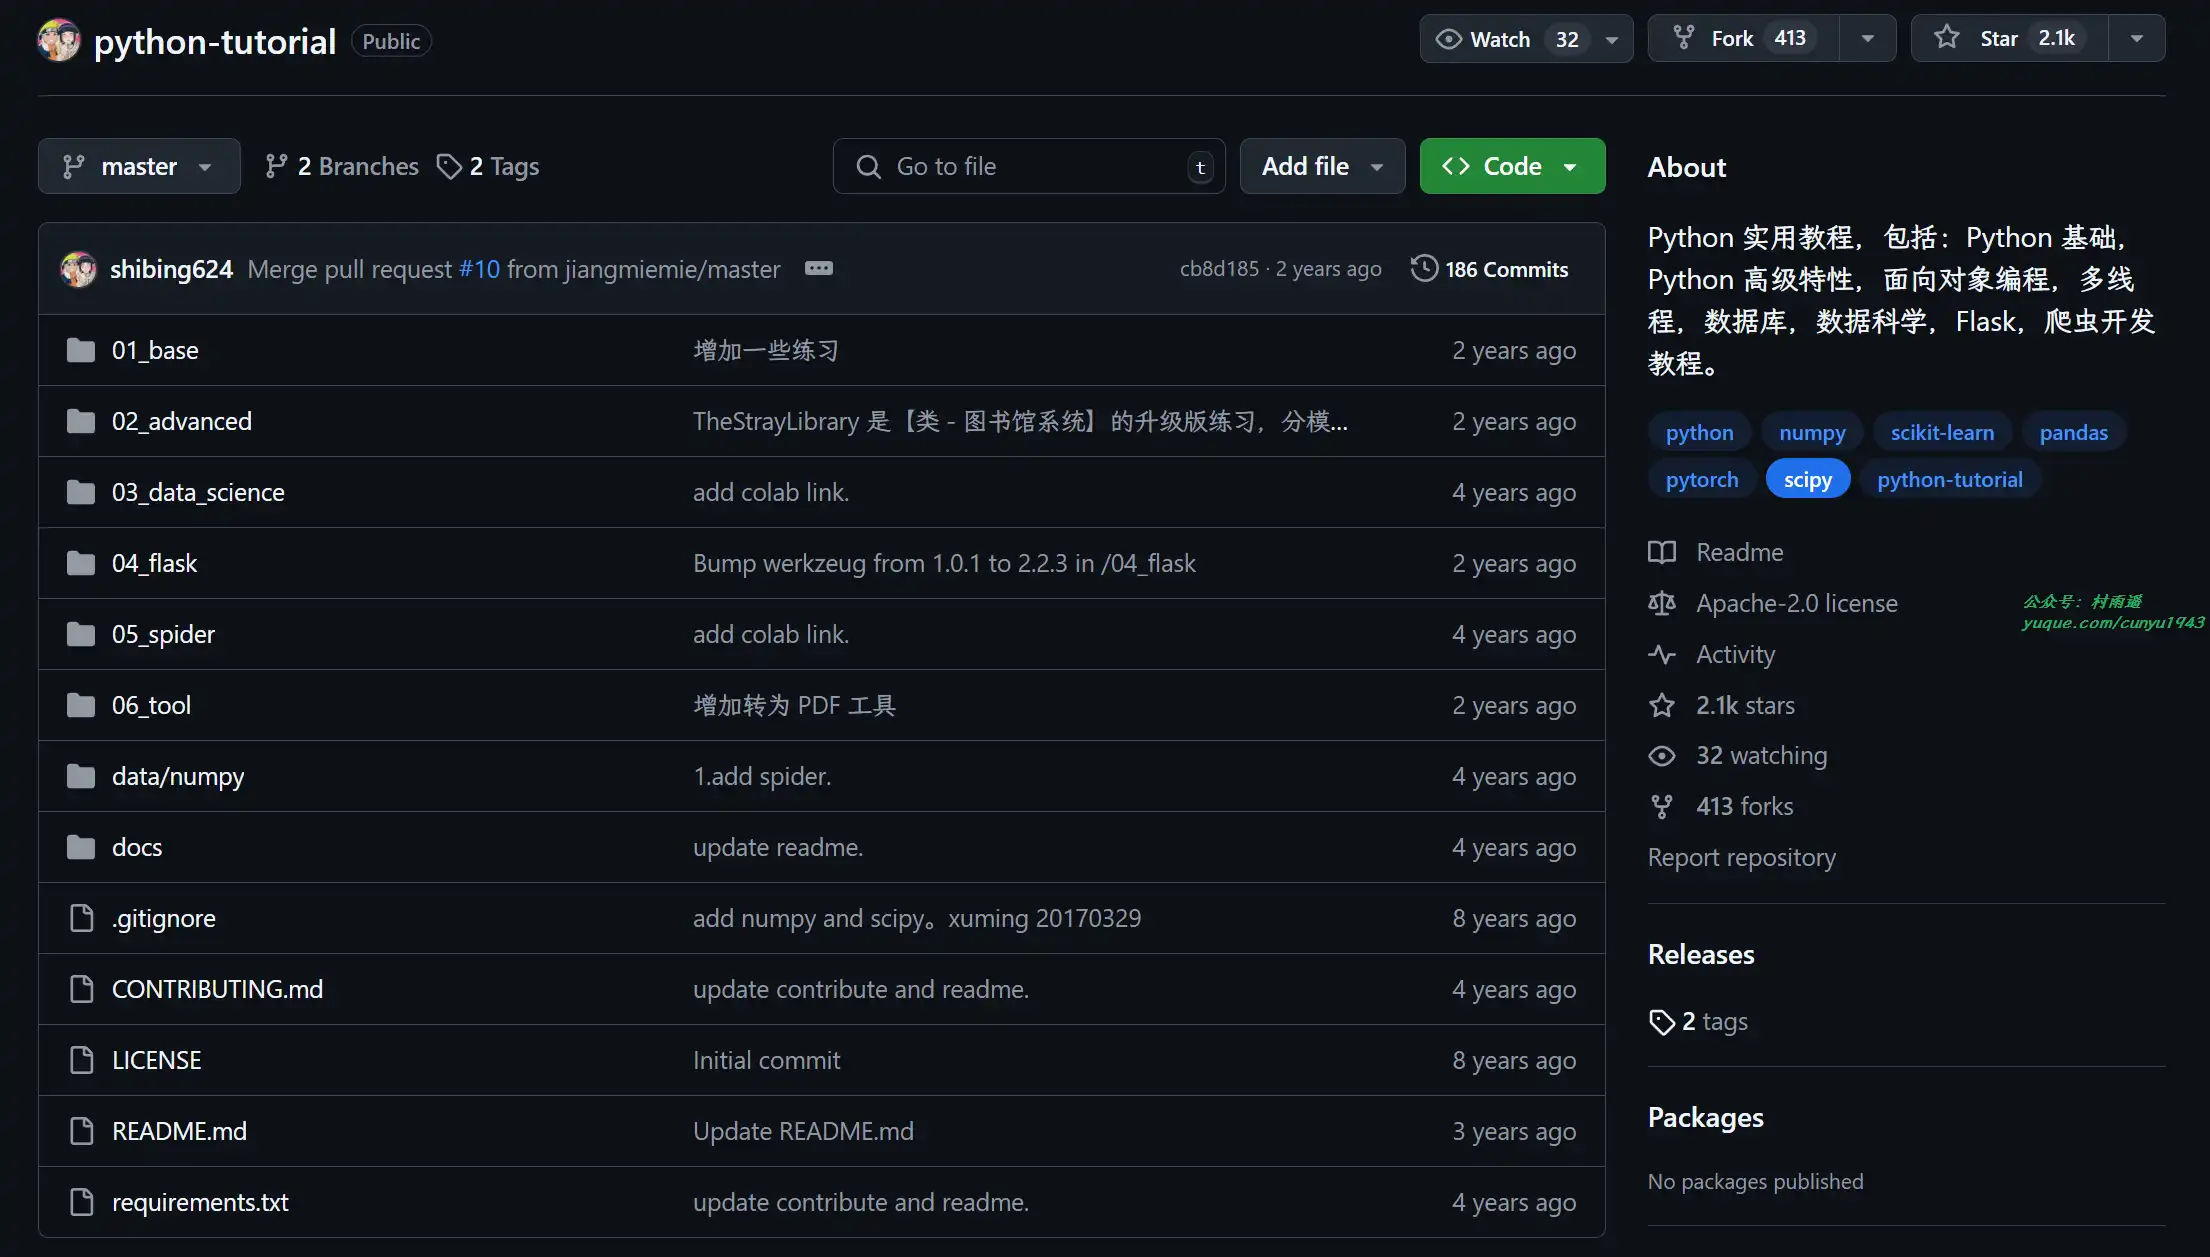 python-tutorial Public
Watch 32
Fork 413
Star 2.1k
master
2 Branches
2 Tags
Go to file
t
Add file
Code
shibing624 Merge pull request #10 from jiangmiemie/master
cb8d185 · 2 years ago
186 Commits
01_base 增加一些练习 2 years ago
02_advanced TheStrayLibrary 是【类 - 图书馆系统】的升级版练习，分模... 2 years ago
03_data_science add colab link. 4 years ago
04_flask Bump werkzeug from 1.0.1 to 2.2.3 in /04_flask 2 years ago
05_spider add colab link. 4 years ago
06_tool 增加转为 PDF 工具 2 years ago
data/numpy 1.add spider. 4 years ago
docs update readme. 4 years ago
.gitignore add numpy and scipy。xuming 20170329 8 years ago
CONTRIBUTING.md update contribute and readme. 4 years ago
LICENSE Initial commit 8 years ago
README.md Update README.md 3 years ago
requirements.txt update contribute and readme. 4 years ago
About
Python 实用教程，包括：Python 基础，
Python 高级特性，面向对象编程，多线
程，数据库，数据科学，Flask，爬虫开发
教程。
python numpy scikit-learn pandas
pytorch scipy python-tutorial
Readme
Apache-2.0 license
公众号：村雨遥
yuque.com/cunyu1943
Activity
2.1k stars
32 watching
413 forks
Report repository
Releases
2 tags
Packages
No packages published